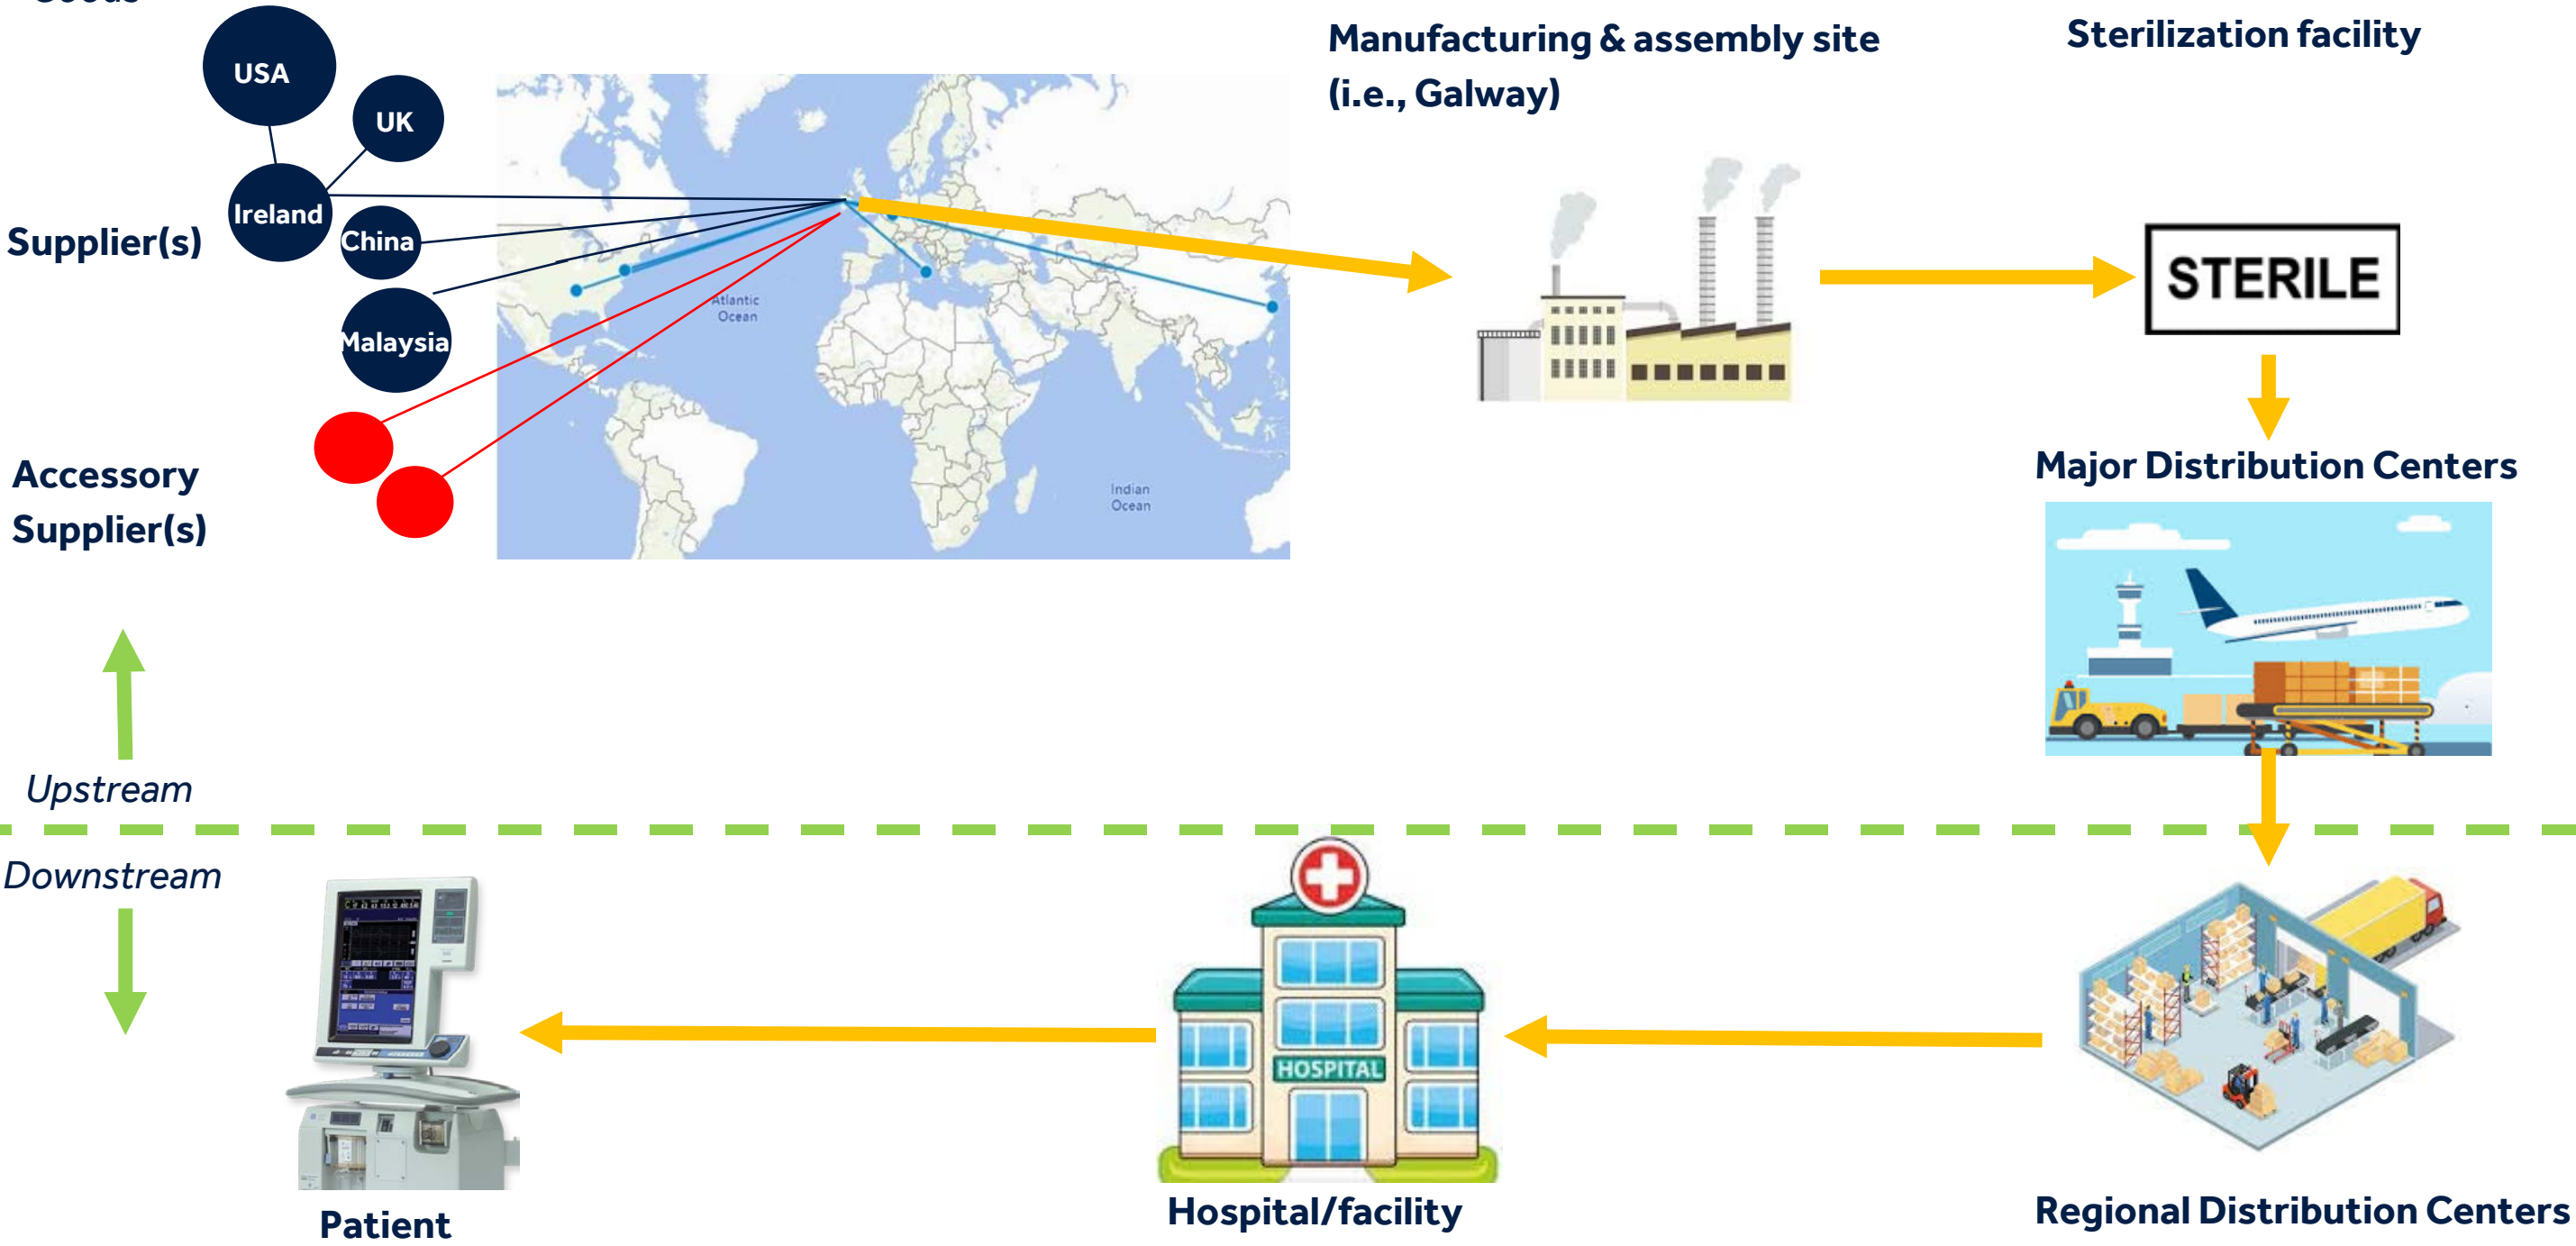 Goods
USA
UK
Ireland
China
Malaysia
Supplier(s)
Accessory
Supplier(s)
Atlantic
Ocean
Indian
Ocean
Manufacturing & assembly site
(i.e., Galway)
Sterilization facility
STERILE
Major Distribution Centers
Upstream
Downstream
HOSPITAL
Patient
Hospital/facility
Regional Distribution Centers